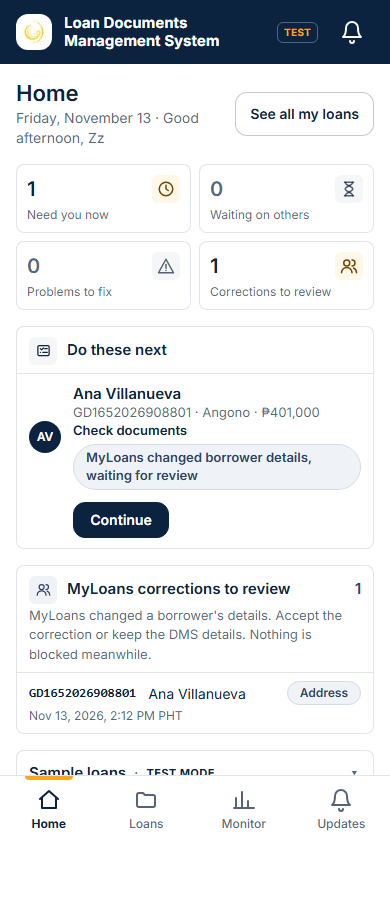 Loan Documents
Management System
TEST
Home
Friday, November 13 · Good
afternoon, Zz
See all my loans
1
Need you now
0
Waiting on others
0
Problems to fix
1
Corrections to review
Do these next
AV
Ana Villanueva
GD1652026908801 · Angono · ₱401,000
Check documents
MyLoans changed borrower details,
waiting for review
Continue
MyLoans corrections to review 1
MyLoans changed a borrower's details. Accept the
correction or keep the DMS details. Nothing is
blocked meanwhile.
GD1652026908801 Ana Villanueva Address
Nov 13, 2026, 2:12 PM PHT
Sample loans · TEST MODE
Home
Loans
Monitor
Updates